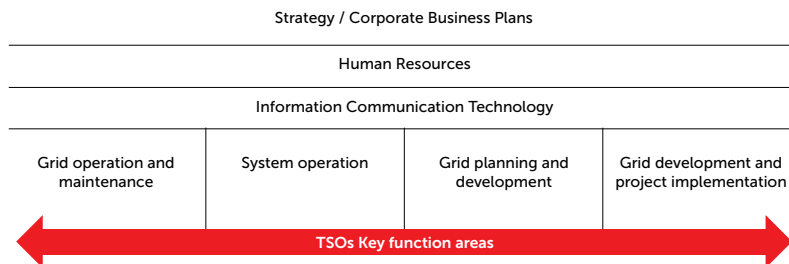 Strategy / Corporate Business Plans
Human Resources
Information Communication Technology
Grid operation and
maintenance
System operation
Grid planning and
development
Grid development and
project implementation
TSOs Key function areas